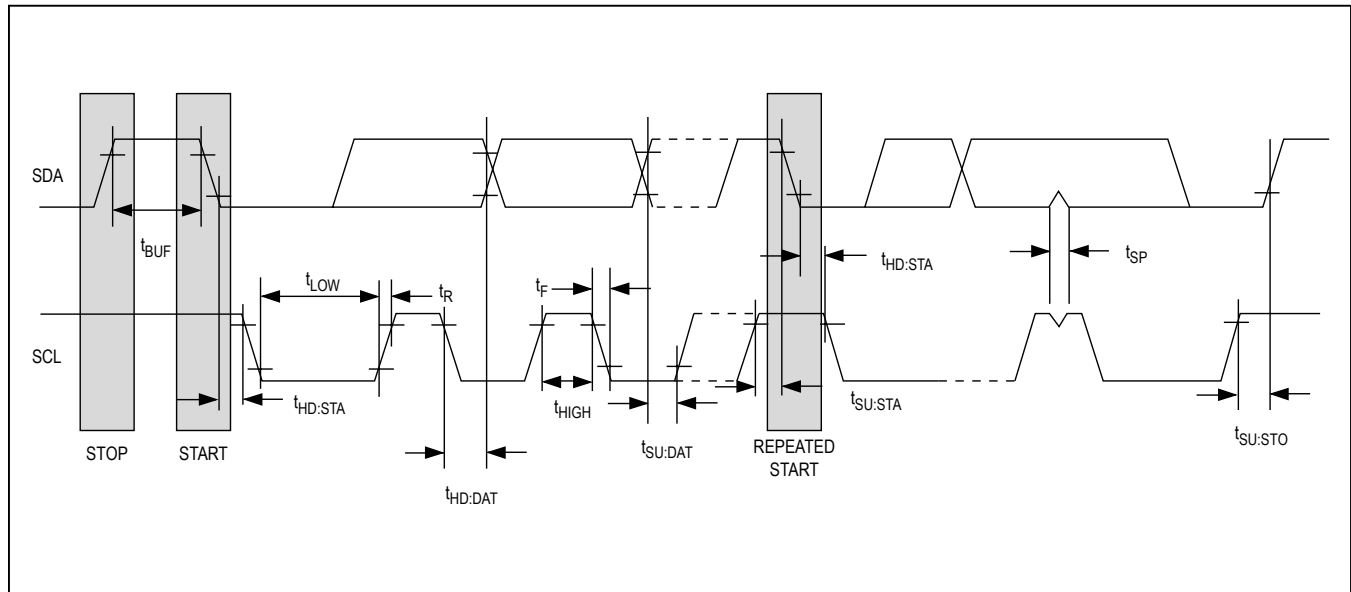 SDA
tBUF
tLOW
tR
tF
tHD:STA
tSP
SCL
tHD:STA
tHIGH
tSU:DAT
tSU:STA
tSU:STO
STOP
START
REPEATED
START
tHD:DAT